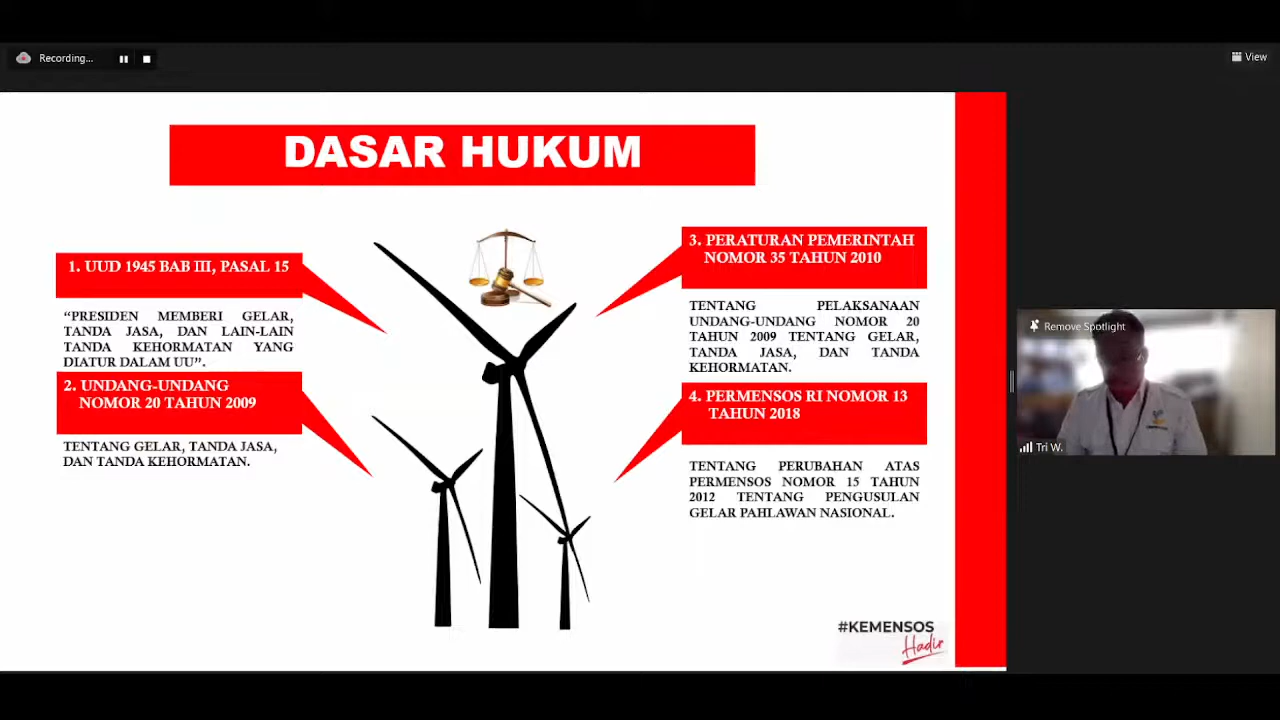 Recording...
View
DASAR HUKUM
1. UUD 1945 BAB III, PASAL 15
“PRESIDEN MEMBERI GELAR,
TANDA JASA, DAN LAIN-LAIN
TANDA KEHORMATAN YANG
DIATUR DALAM UU”.
2. UNDANG-UNDANG
NOMOR 20 TAHUN 2009
TENTANG GELAR, TANDA JASA,
DAN TANDA KEHORMATAN.
3. PERATURAN PEMERINTAH
NOMOR 35 TAHUN 2010
TENTANG PELAKSANAAN
UNDANG-UNDANG NOMOR 20
TAHUN 2009 TENTANG GELAR,
TANDA JASA, DAN TANDA
KEHORMATAN.
4. PERMENSOS RI NOMOR 13
TAHUN 2018
TENTANG PERUBAHAN ATAS
PERMENSOS NOMOR 15 TAHUN
2012 TENTANG PENGUSULAN
GELAR PAHLAWAN NASIONAL.
#KEMENSOS
Hadir
Remove Spotlight
Tri W.